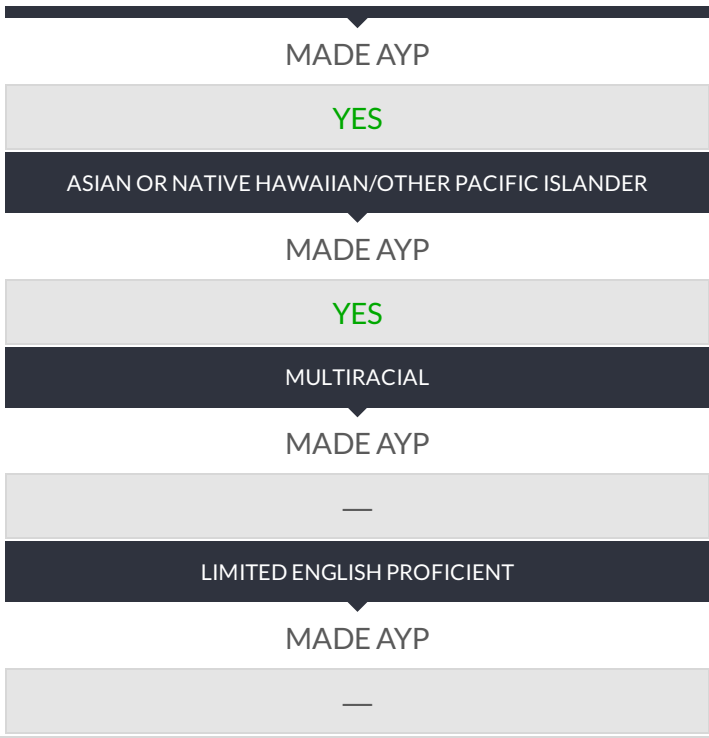 MADE AYP
YES
ASIAN OR NATIVE HAWAIIAN/OTHER PACIFIC ISLANDER
MADE AYP
YES
MULTIRACIAL
MADE AYP
—
LIMITED ENGLISH PROFICIENT
MADE AYP
—